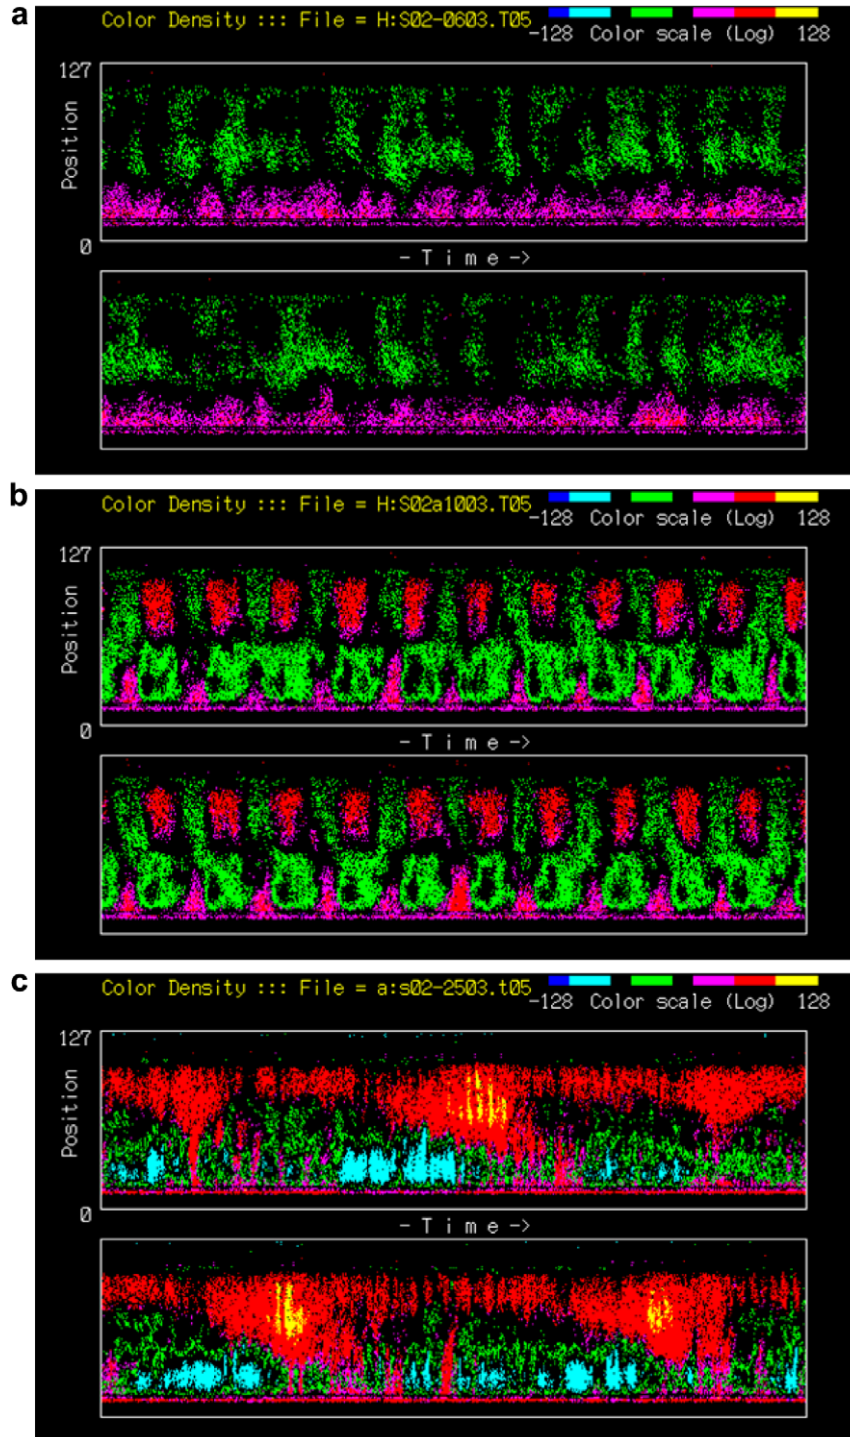 a
Color Density ::: File = H:S02-0603.T05
-128 Color scale (Log) 128
127
Position
0
- T i m e ->
b
Color Density ::: File = H:S02a1003.T05
-128 Color scale (Log) 128
127
Position
0
- T i m e ->
c
Color Density ::: File = a:s02-2503.t05
-128 Color scale (Log) 128
127
Position
0
- T i m e ->